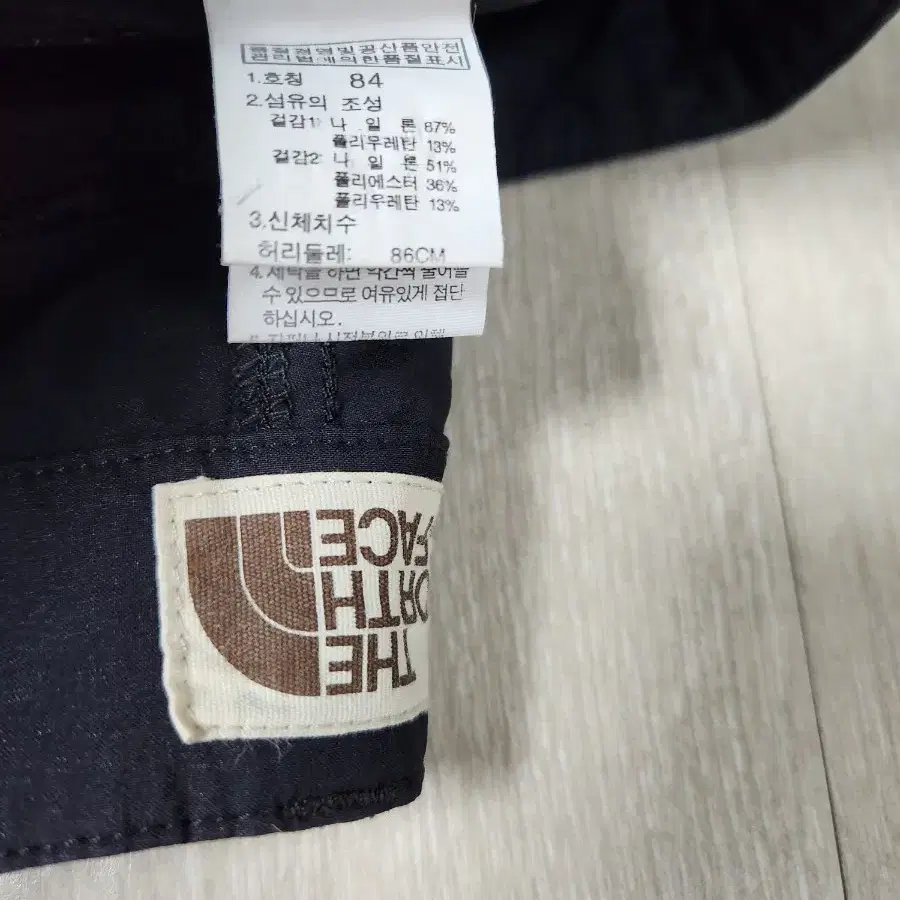 품질경영및공산품안전
관리법에의한품질표시
1.호칭 84
2.섬유의 조성
겉감1 나 일 론 87%
폴리우레탄 13%
겉감2 나 일 론 51%
폴리에스터 36%
폴리우레탄 13%
3.신체치수
허리둘레: 86CM
4. 세탁을 하면 약간씩 줄어들
수 있으므로 여유있게 접단
하십시오.
THE
NORTH
FACE